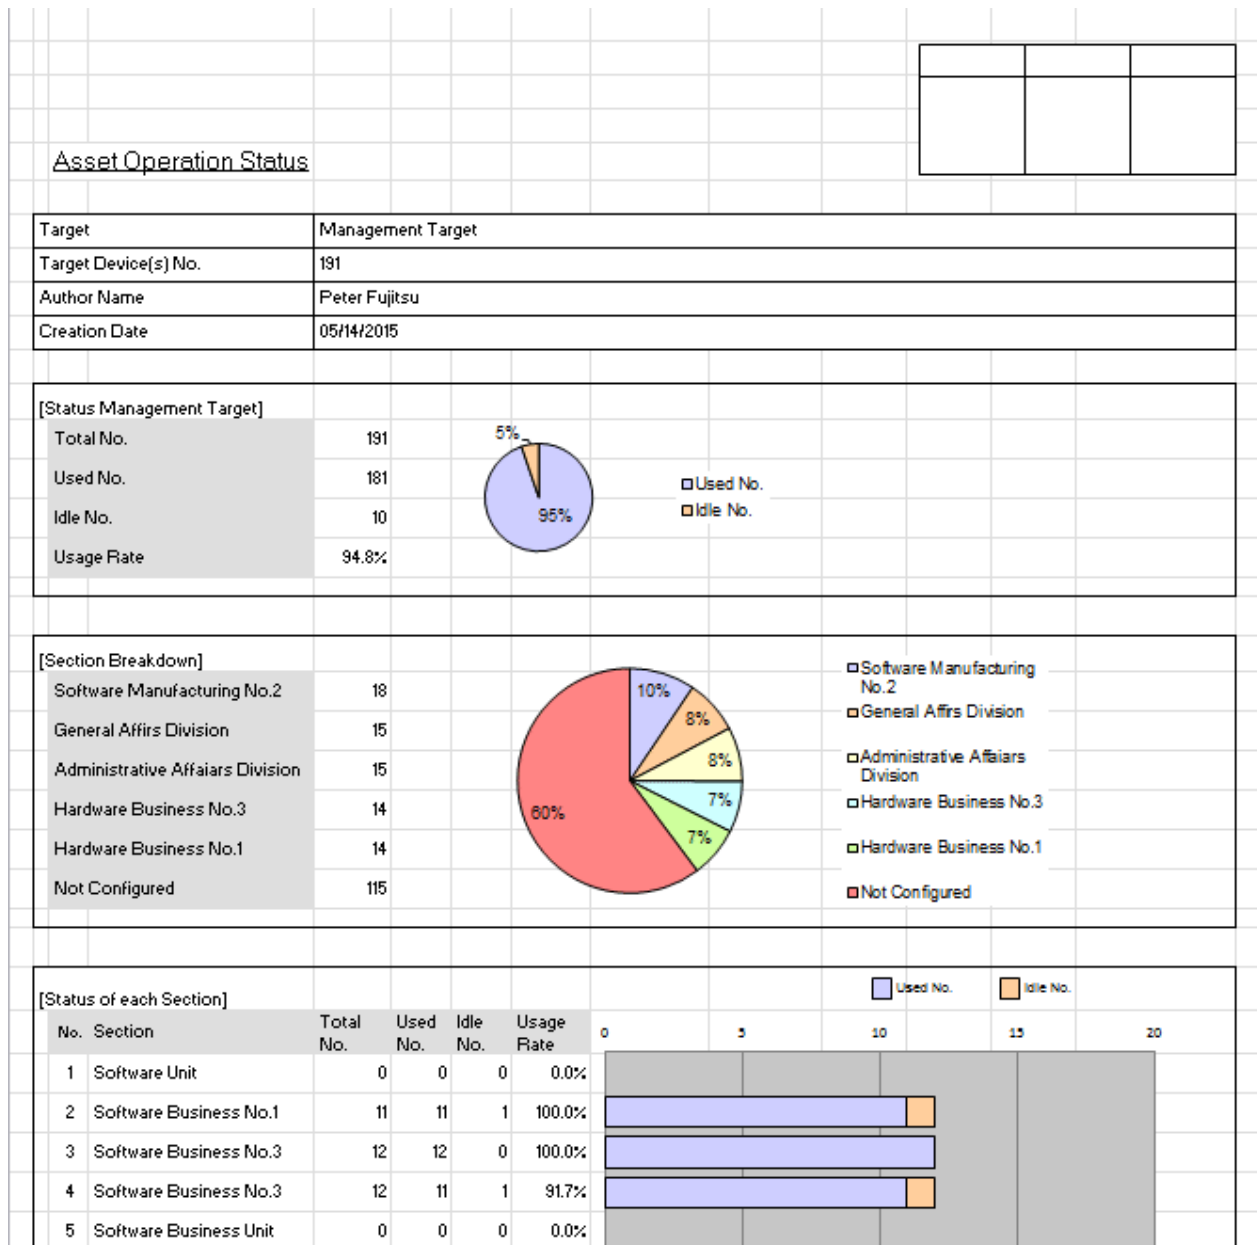 Asset Operation Status
Target Management Target
Target Device(s) No. 191
Author Name Peter Fujitsu
Creation Date 05/14/2015
[Status Management Target]
Total No. 191
Used No. 181
Idle No. 10
Usage Rate 94.8%
5%
95%
Used No.
Idle No.
[Section Breakdown]
Software Manufacturing No.2 18
General Affirs Division 15
Administrative Affaiars Division 15
Hardware Business No.3 14
Hardware Business No.1 14
Not Configured 115
10%
8%
8%
7%
7%
60%
Software Manufacturing
No.2
General Affirs Division
Administrative Affaiars
Division
Hardware Business No.3
Hardware Business No.1
Not Configured
[Status of each Section]
Used No. Idle No.
No. Section Total No. Used No. Idle No. Usage Rate
0 5 10 15 20
1 Software Unit 0 0 0 0.0%
2 Software Business No.1 11 11 1 100.0%
3 Software Business No.3 12 12 0 100.0%
4 Software Business No.3 12 11 1 91.7%
5 Software Business Unit 0 0 0 0.0%